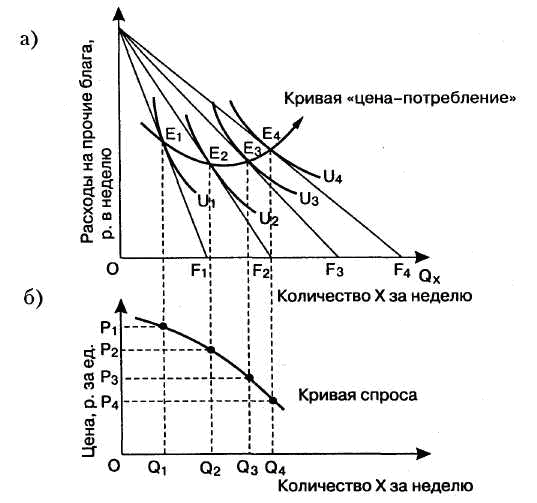 а)
Расходы на прочие блага,
р. в неделю
Кривая «цена–потребление»
E1
E2
E3
E4
U1
U2
U3
U4
O
F1
F2
F3
F4
Qx
Количество X за неделю
б)
Цена, р. за ед.
P1
P2
P3
P4
Кривая спроса
O
Q1
Q2
Q3
Q4
Количество X за неделю